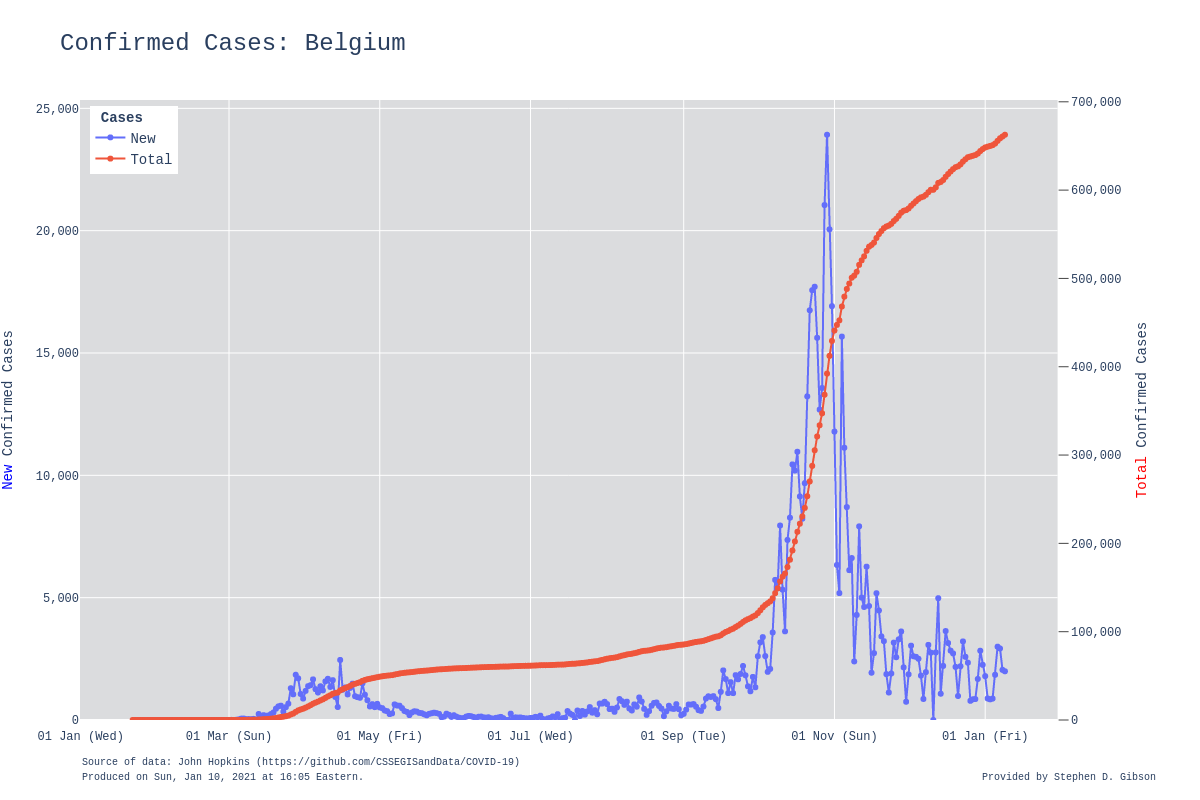 Confirmed Cases: Belgium
Cases
New
Total
25,000
20,000
15,000
10,000
5,000
0
New Confirmed Cases
700,000
600,000
500,000
400,000
300,000
200,000
100,000
0
Total Confirmed Cases
01 Jan (Wed)
01 Mar (Sun)
01 May (Fri)
01 Jul (Wed)
01 Sep (Tue)
01 Nov (Sun)
01 Jan (Fri)
Source of data: John Hopkins (https://github.com/CSSEGISandData/COVID-19)
Produced on Sun, Jan 10, 2021 at 16:05 Eastern.
Provided by Stephen D. Gibson